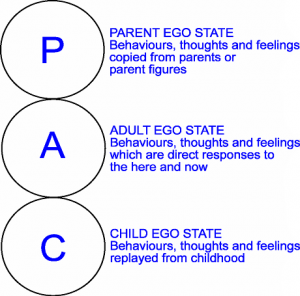 P
PARENT EGO STATE
Behaviours, thoughts and feelings
copied from parents or
parent figures
A
ADULT EGO STATE
Behaviours, thoughts and feelings
which are direct responses to
the here and now
C
CHILD EGO STATE
Behaviours, thoughts and feelings
replayed from childhood